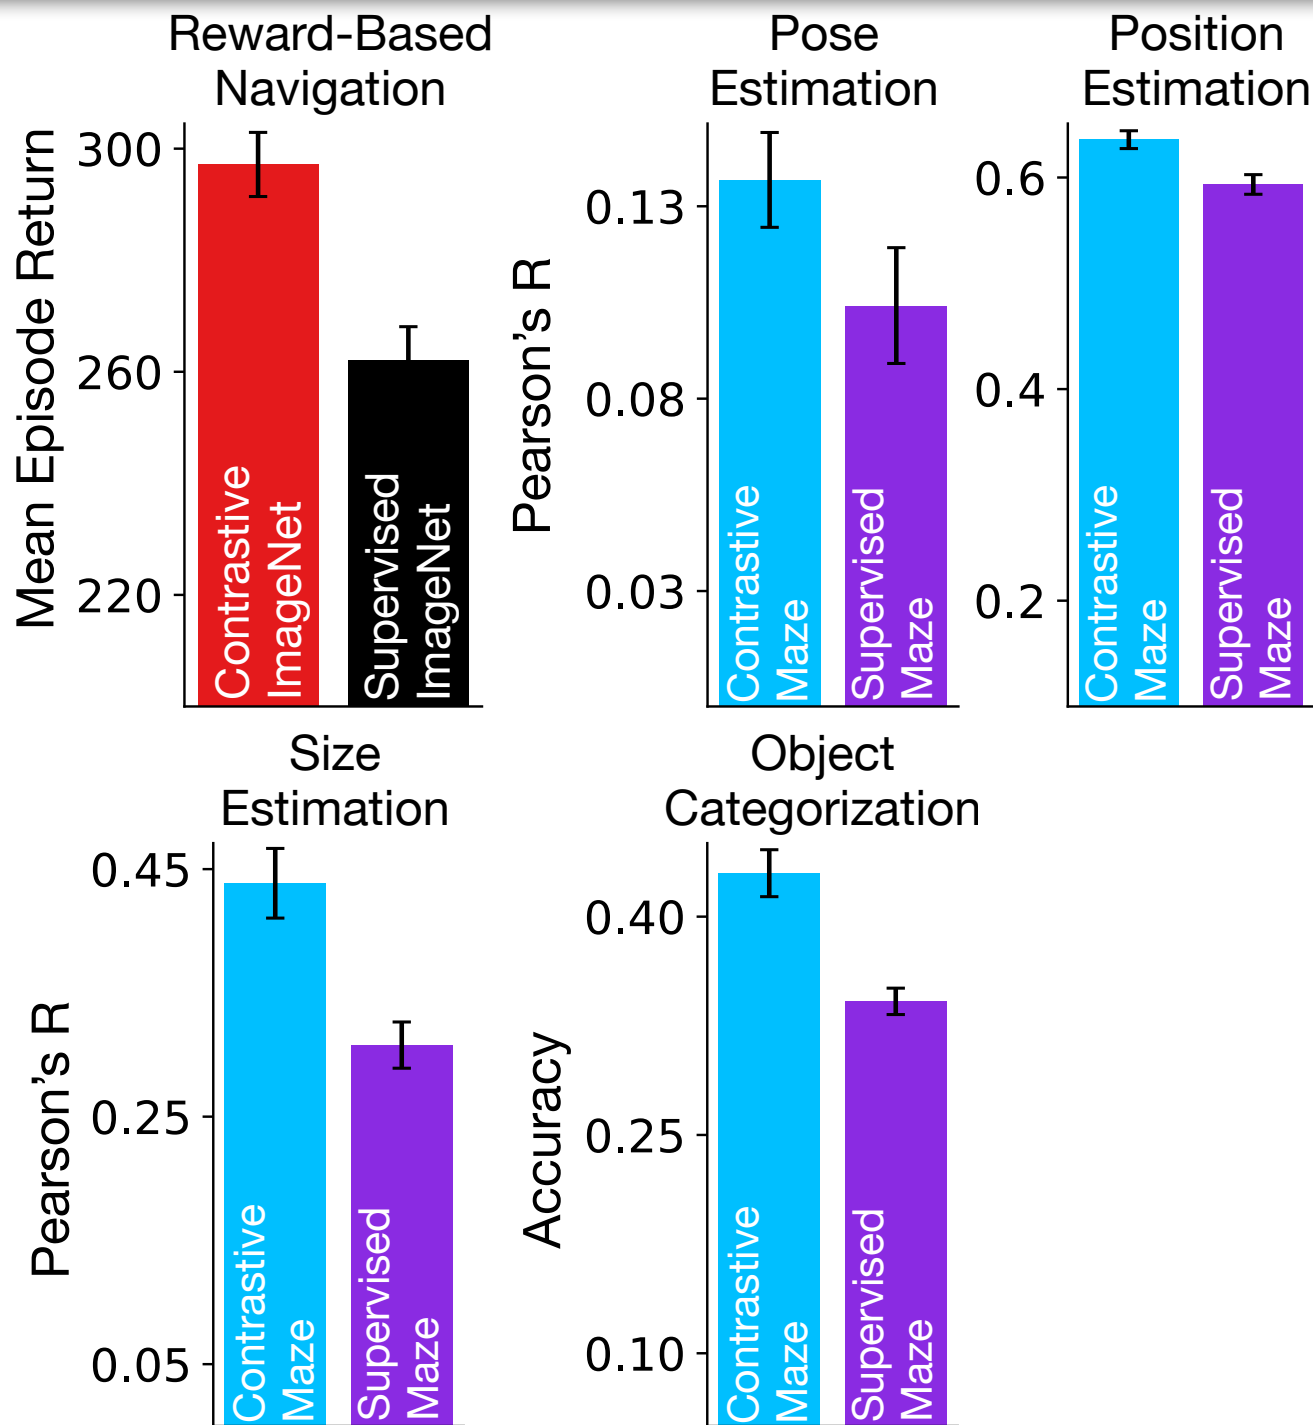 Reward-Based
Navigation
Mean Episode Return
300
260
220
Contrastive
ImageNet
Supervised
ImageNet
Pose
Estimation
Pearson's R
0.13
0.08
0.03
Contrastive
Maze
Supervised
Maze
Position
Estimation
0.6
0.4
0.2
Contrastive
Maze
Supervised
Maze
Size
Estimation
Pearson's R
0.45
0.25
0.05
Contrastive
Maze
Supervised
Maze
Object
Categorization
Accuracy
0.40
0.25
0.10
Contrastive
Maze
Supervised
Maze